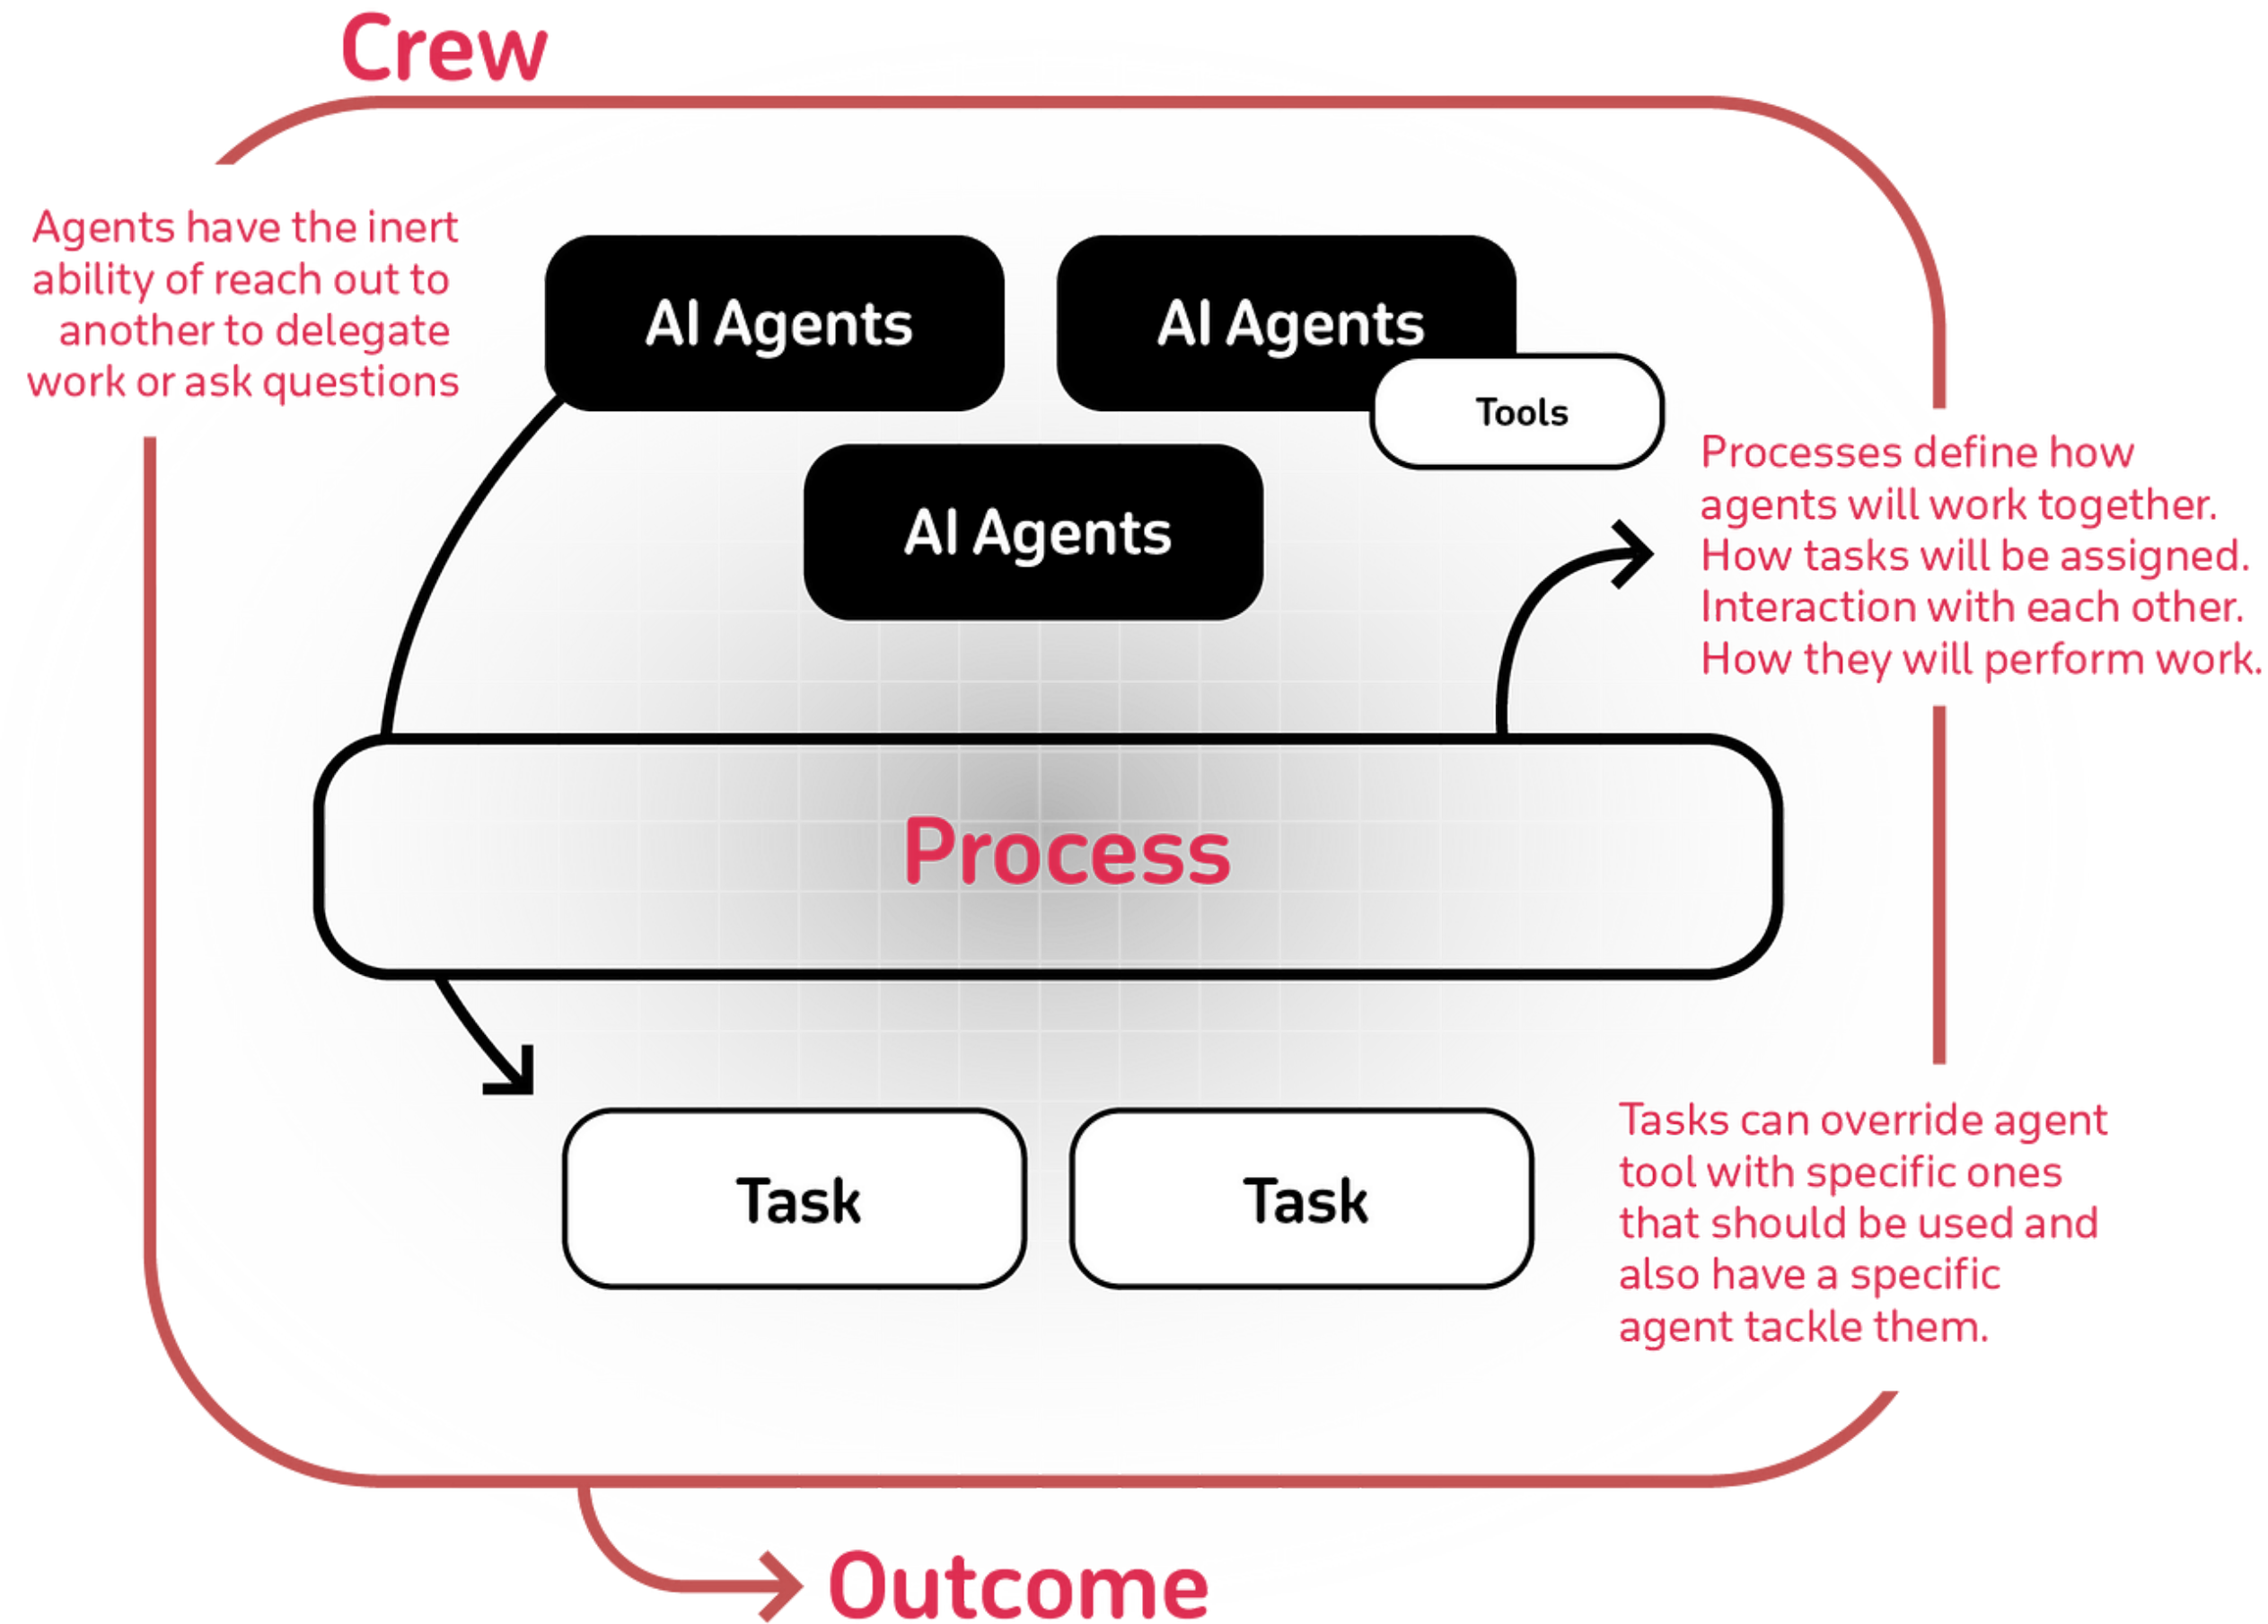 Crew
Agents have the inert
ability of reach out to
another to delegate
work or ask questions
AI Agents
AI Agents
Tools
AI Agents
Processes define how
agents will work together.
How tasks will be assigned.
Interaction with each other.
How they will perform work.
Process
Task
Task
Tasks can override agent
tool with specific ones
that should be used and
also have a specific
agent tackle them.
Outcome